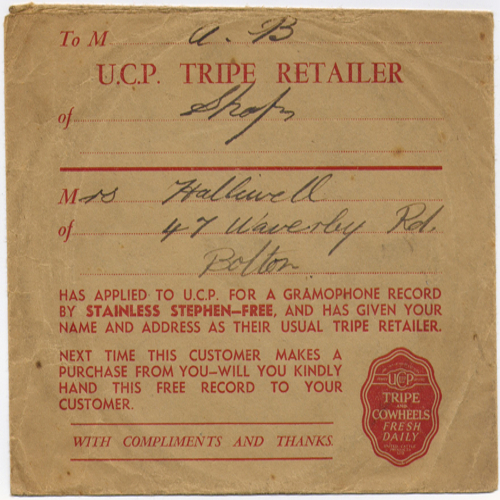 To M A. B
U.C.P. TRIPE RETAILER
of Shops
Mrs Halliwell
of 47 Waverley Rd.
Bolton
HAS APPLIED TO U.C.P. FOR A GRAMOPHONE RECORD
BY STAINLESS STEPHEN—FREE, AND HAS GIVEN YOUR
NAME AND ADDRESS AS THEIR USUAL TRIPE RETAILER.
NEXT TIME THIS CUSTOMER MAKES A
PURCHASE FROM YOU—WILL YOU KINDLY
HAND THIS FREE RECORD TO YOUR
CUSTOMER.
WITH COMPLIMENTS AND THANKS.
UCP
TRIPE
AND
COWHEELS
FRESH
DAILY